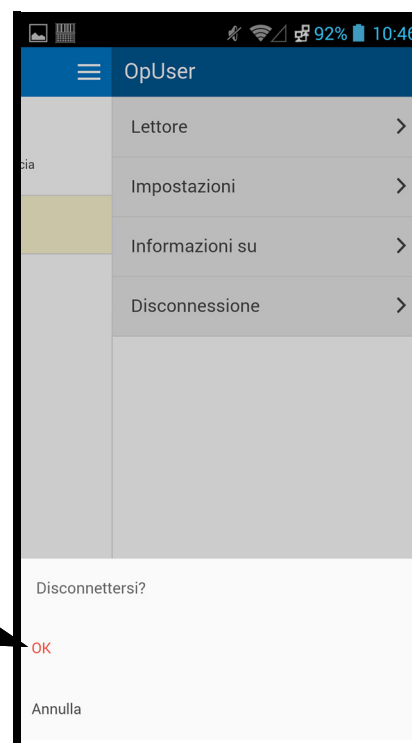 92% 10:46
OpUser
Lettore
cia
Impostazioni
Informazioni su
Disconnessione
Disconnettersi?
OK
Annulla